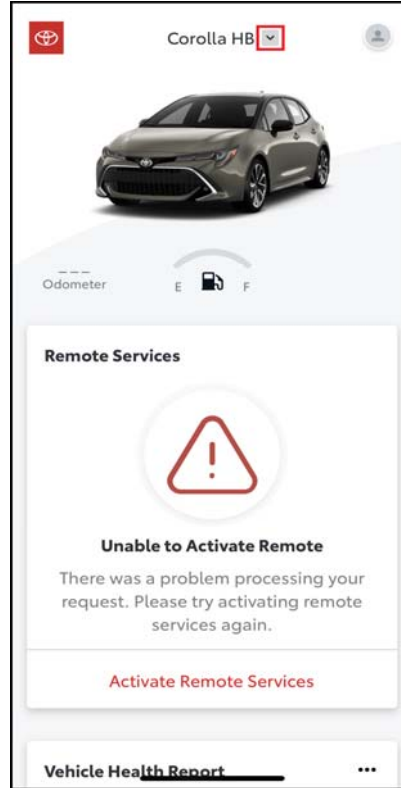 Corolla HB
_ _ _
Odometer
E F
Remote Services
Unable to Activate Remote
There was a problem processing your
request. Please try activating remote
services again.
Activate Remote Services
Vehicle Health Report